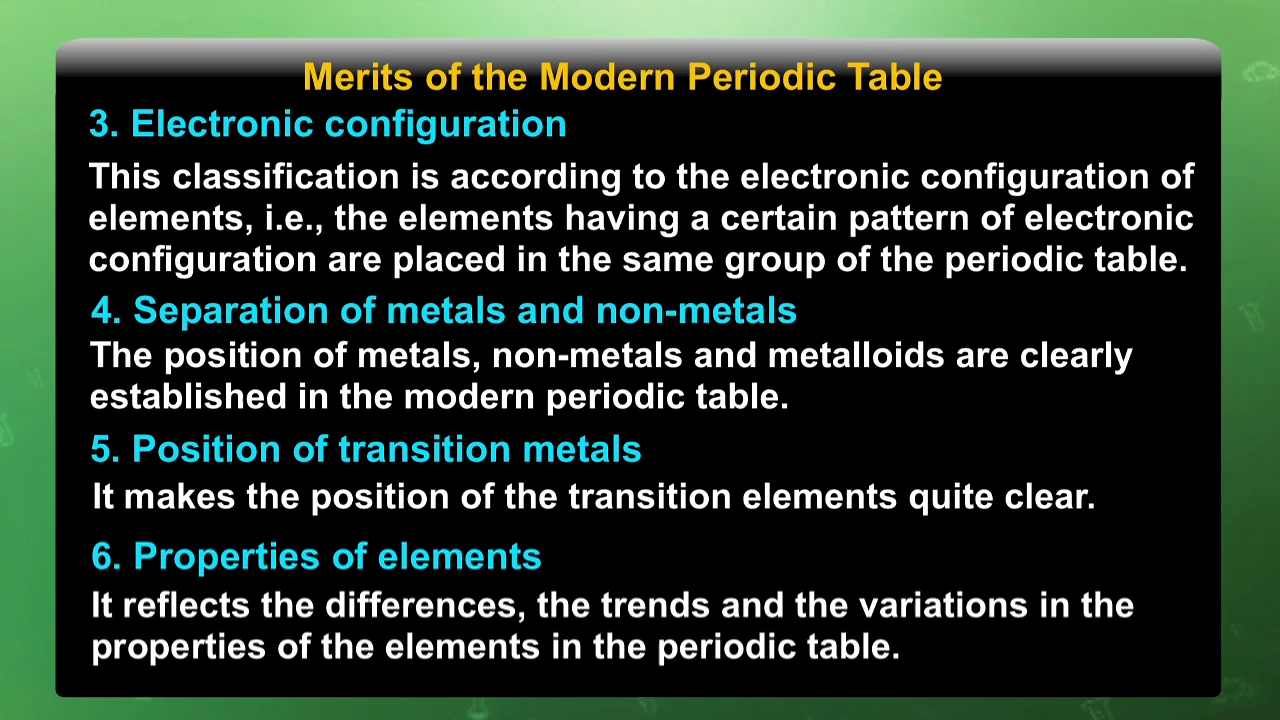 Merits of the Modern Periodic Table
3. Electronic configuration
This classification is according to the electronic configuration of
elements, i.e., the elements having a certain pattern of electronic
configuration are placed in the same group of the periodic table.
4. Separation of metals and non-metals
The position of metals, non-metals and metalloids are clearly
established in the modern periodic table.
5. Position of transition metals
It makes the position of the transition elements quite clear.
6. Properties of elements
It reflects the differences, the trends and the variations in the
properties of the elements in the periodic table.